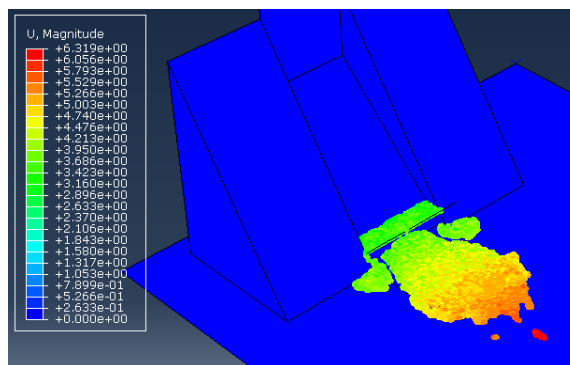 U, Magnitude
+6.319e+00
+6.056e+00
+5.793e+00
+5.529e+00
+5.266e+00
+5.003e+00
+4.740e+00
+4.476e+00
+4.213e+00
+3.950e+00
+3.686e+00
+3.423e+00
+3.160e+00
+2.896e+00
+2.633e+00
+2.370e+00
+2.106e+00
+1.843e+00
+1.580e+00
+1.317e+00
+1.053e+00
+7.899e-01
+5.266e-01
+2.633e-01
+0.000e+00